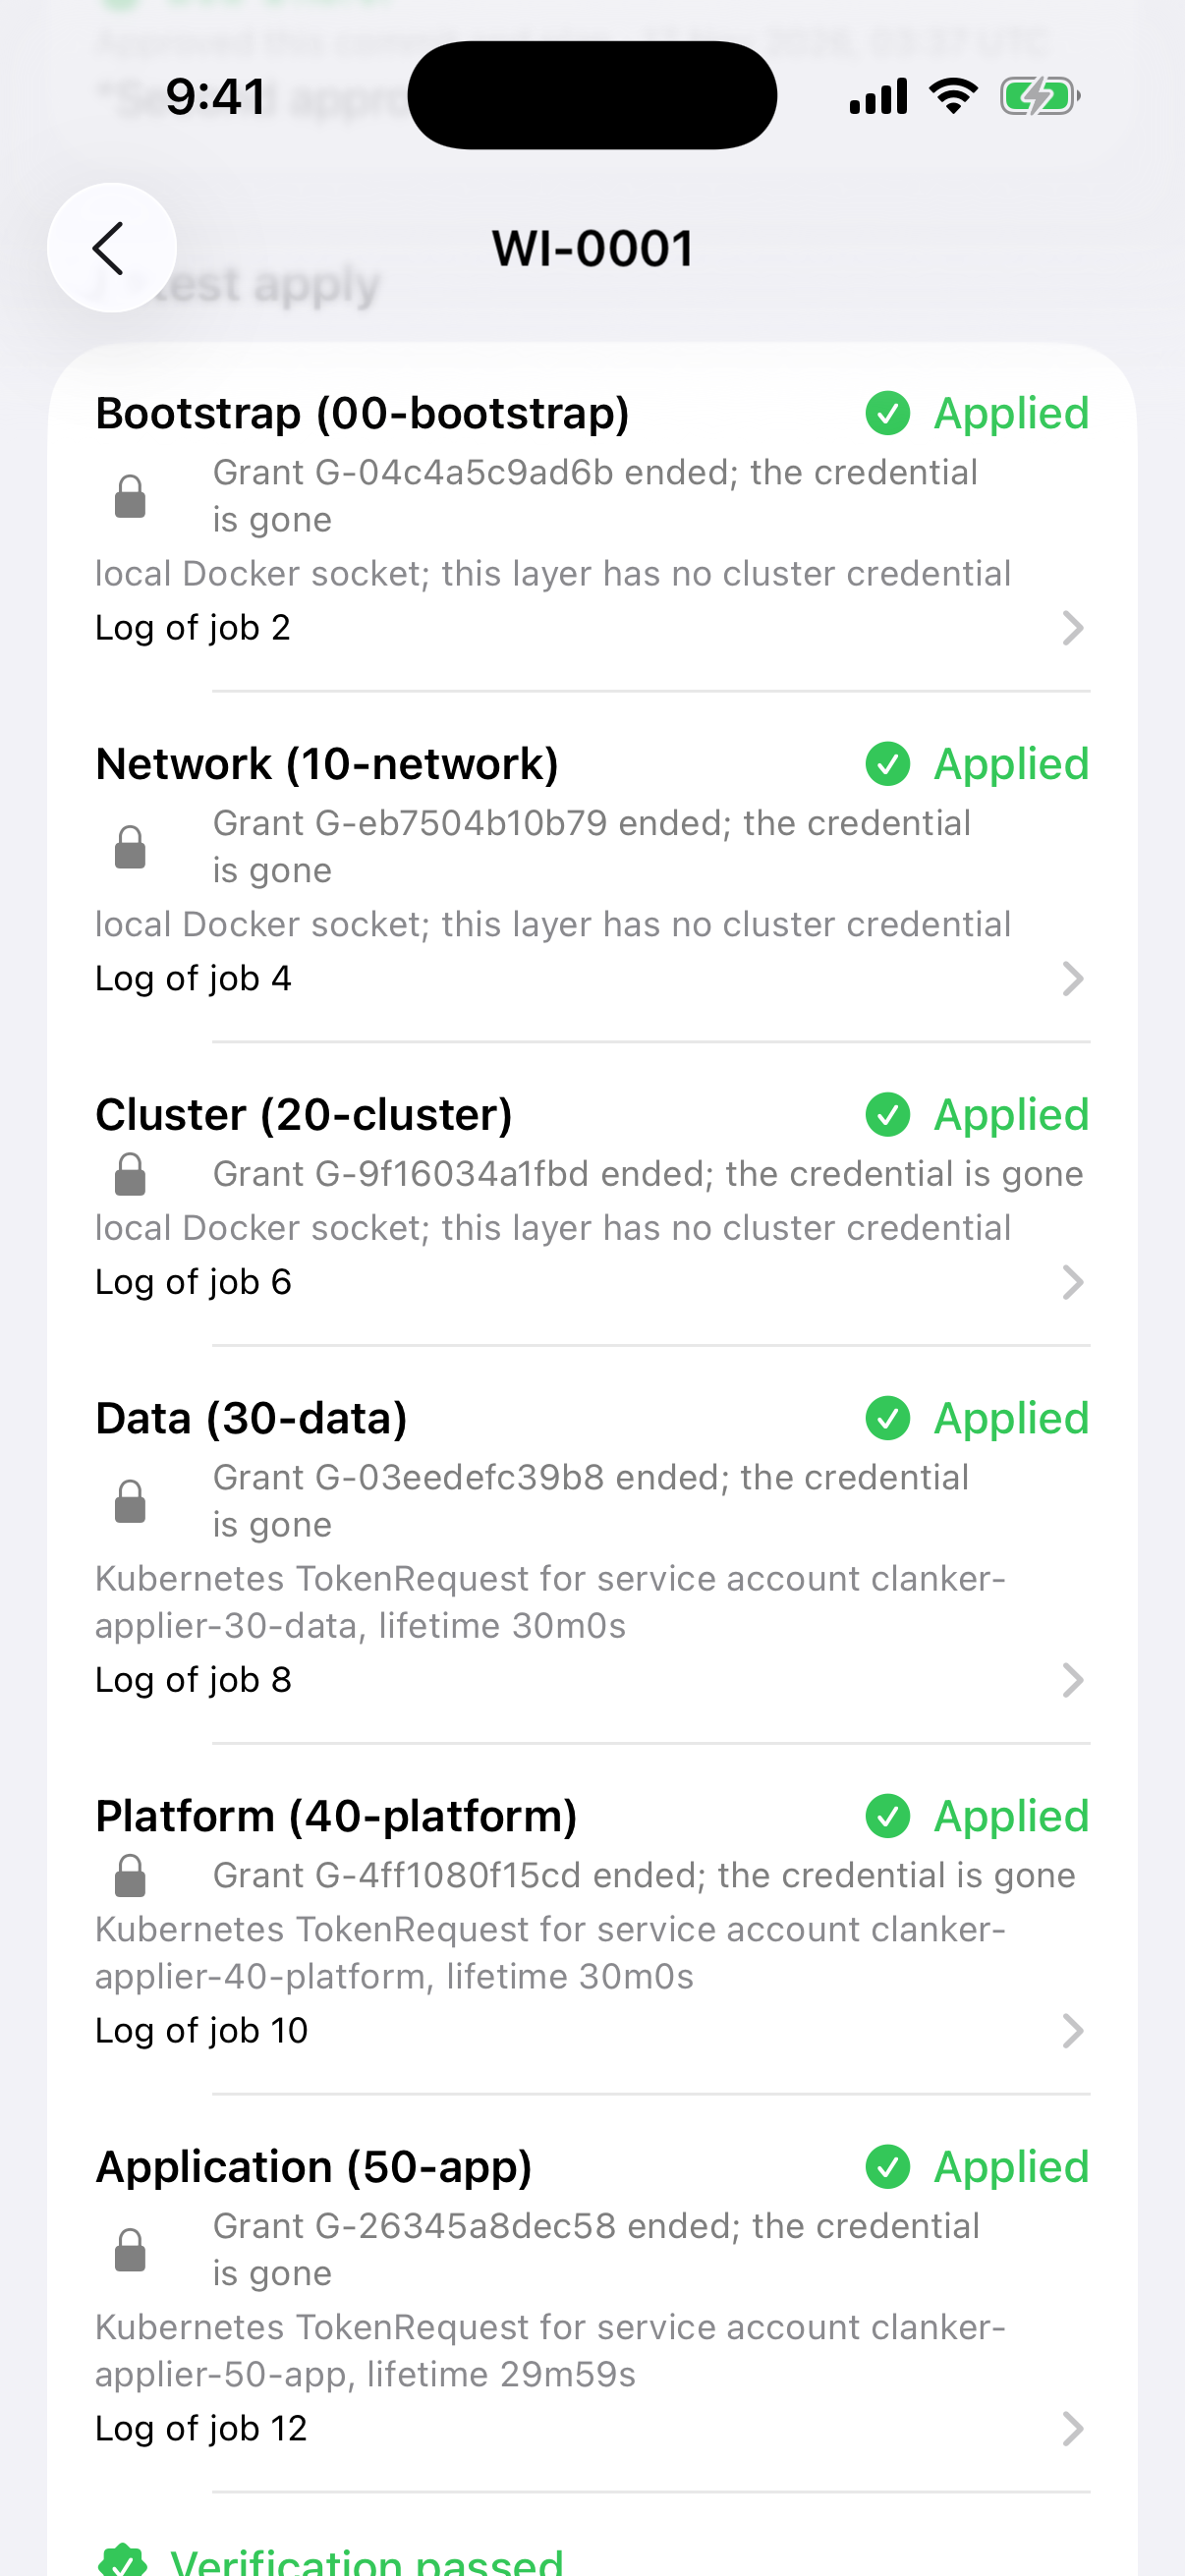 9:41
WI-0001
test apply
Bootstrap (00-bootstrap)
Applied
Grant G-04c4a5c9ad6b ended; the credential
is gone
local Docker socket; this layer has no cluster credential
Log of job 2
Network (10-network)
Applied
Grant G-eb7504b10b79 ended; the credential
is gone
local Docker socket; this layer has no cluster credential
Log of job 4
Cluster (20-cluster)
Applied
Grant G-9f16034a1fbd ended; the credential is gone
local Docker socket; this layer has no cluster credential
Log of job 6
Data (30-data)
Applied
Grant G-03eedefc39b8 ended; the credential
is gone
Kubernetes TokenRequest for service account clanker-
applier-30-data, lifetime 30m0s
Log of job 8
Platform (40-platform)
Applied
Grant G-4ff1080f15cd ended; the credential is gone
Kubernetes TokenRequest for service account clanker-
applier-40-platform, lifetime 30m0s
Log of job 10
Application (50-app)
Applied
Grant G-26345a8dec58 ended; the credential
is gone
Kubernetes TokenRequest for service account clanker-
applier-50-app, lifetime 29m59s
Log of job 12
Verification passed